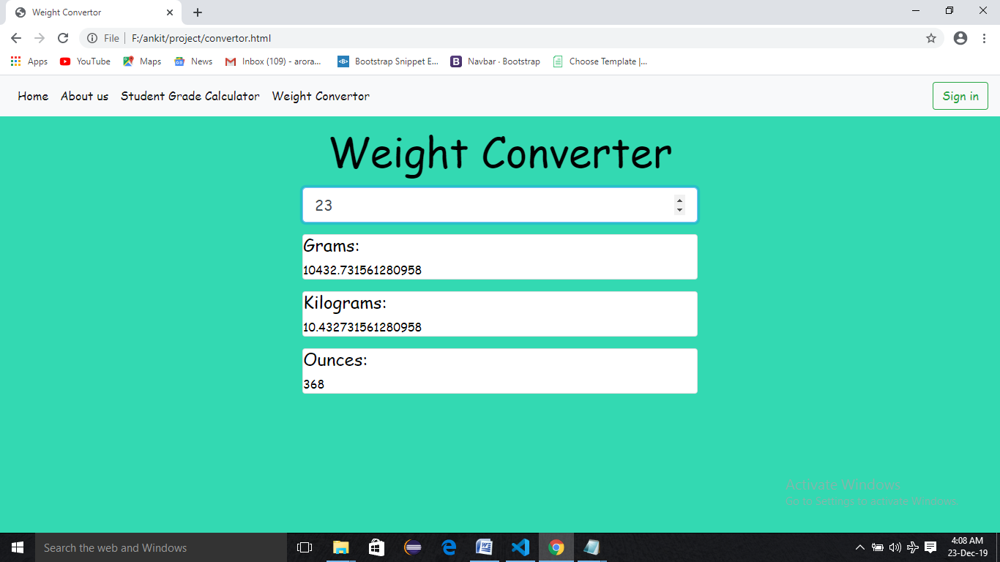 Weight Convertor
File
F:/ankit/project/convertor.html
Apps YouTube Maps News Inbox (109) - arora... Bootstrap Snippet E... Navbar · Bootstrap Choose Template |...
Home About us Student Grade Calculator Weight Convertor Sign in
Weight Converter
23
Grams:
10432.731561280958
Kilograms:
10.432731561280958
Ounces:
368
Activate Windows
Go to Settings to activate Windows.
Search the web and Windows
4:08 AM
23-Dec-19